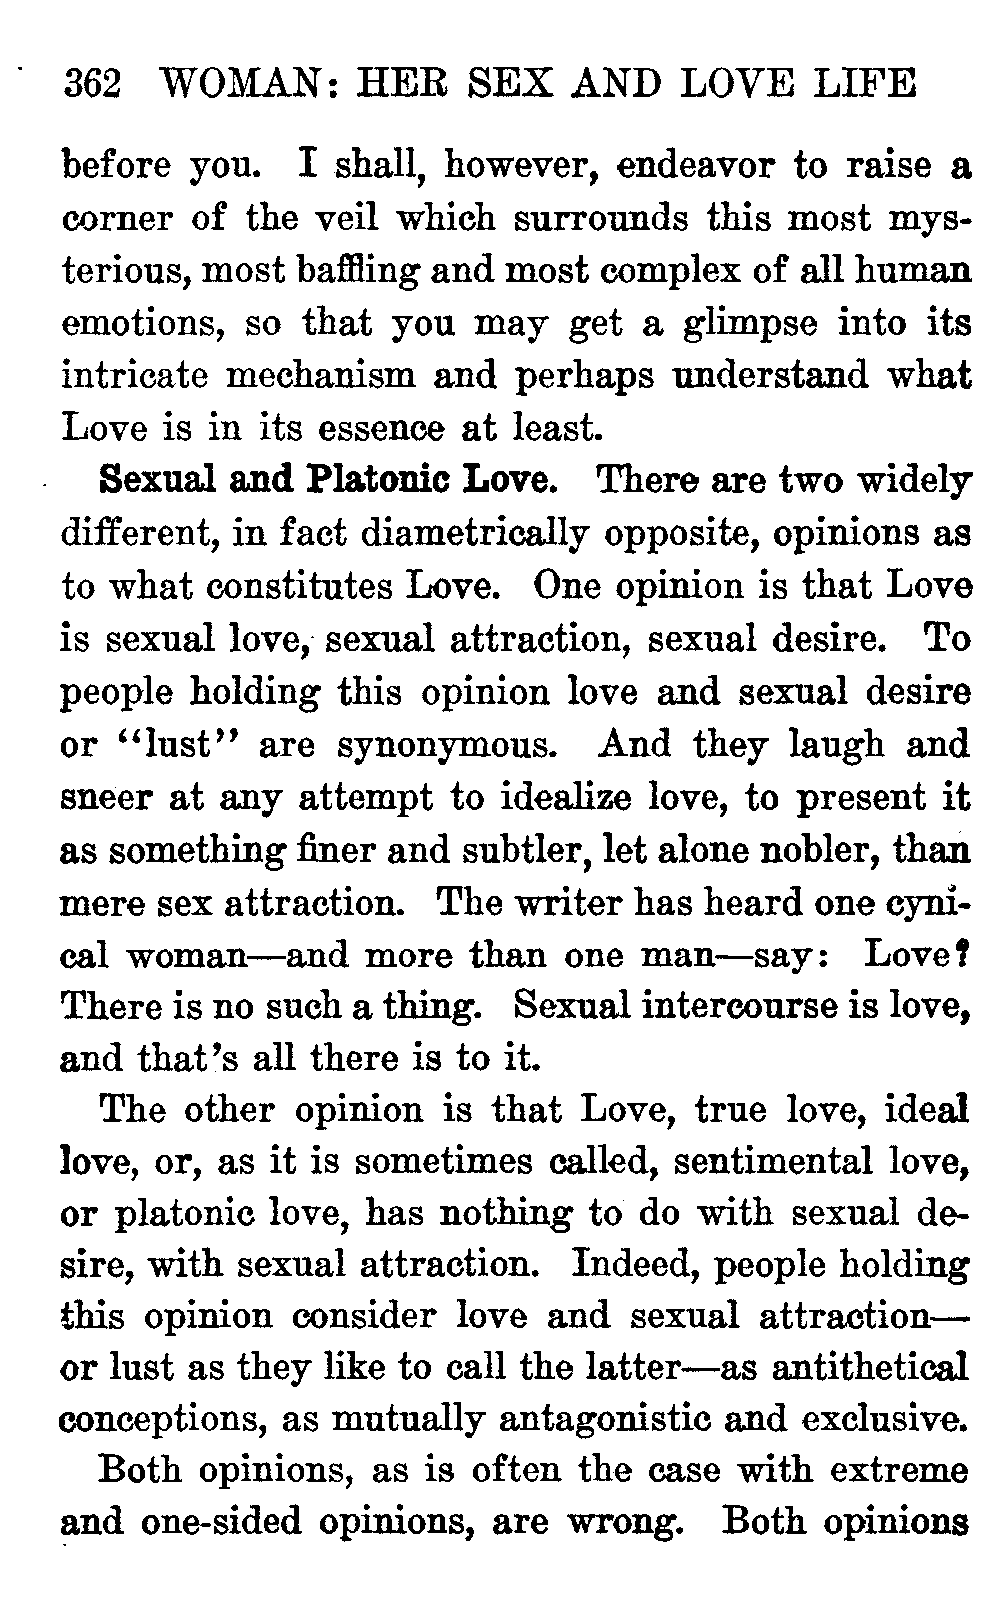 362 WOMAN: HER SEX AND LOVE LIFE
before you. I shall, however, endeavor to raise a
corner of the veil which surrounds this most mys-
terious, most baffling and most complex of all human
emotions, so that you may get a glimpse into its
intricate mechanism and perhaps understand what
Love is in its essence at least.
Sexual and Platonic Love. There are two widely
different, in fact diametrically opposite, opinions as
to what constitutes Love. One opinion is that Love
is sexual love, sexual attraction, sexual desire. To
people holding this opinion love and sexual desire
or “lust” are synonymous. And they laugh and
sneer at any attempt to idealize love, to present it
as something finer and subtler, let alone nobler, than
mere sex attraction. The writer has heard one cyni-
cal woman—and more than one man—say: Love?
There is no such a thing. Sexual intercourse is love,
and that's all there is to it.
The other opinion is that Love, true love, ideal
love, or, as it is sometimes called, sentimental love,
or platonic love, has nothing to do with sexual de-
sire, with sexual attraction. Indeed, people holding
this opinion consider love and sexual attraction—
or lust as they like to call the latter—as antithetical
conceptions, as mutually antagonistic and exclusive.
Both opinions, as is often the case with extreme
and one-sided opinions, are wrong. Both opinions